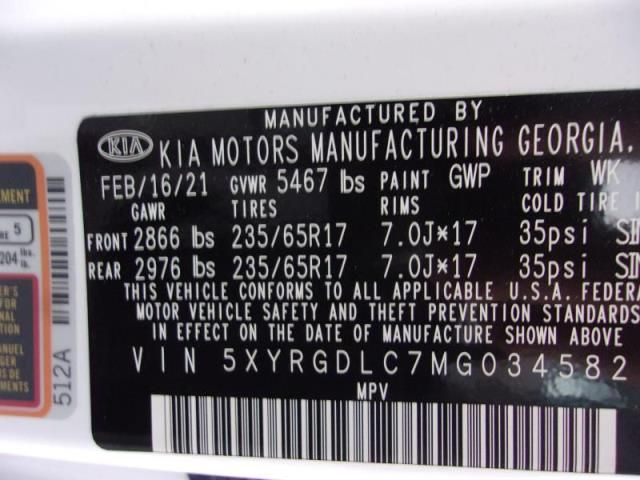 MANUFACTURED BY
KIA KIA MOTORS MANUFACTURING GEORGIA.
FEB/16/21 GVWR 5467 lbs PAINT GWP TRIM WK
GAWR TIRES RIMS COLD TIRE
FRONT 2866 lbs 235/65R17 7.0J*17 35psi
REAR 2976 lbs 235/65R17 7.0J*17 35psi
THIS VEHICLE CONFORMS TO ALL APPLICABLE U.S.A. FEDERA
MOTOR VEHICLE SAFETY AND THEFT PREVENTION STANDARDS
IN EFFECT ON THE DATE OF MANUFACTURE SHOWN ABOVE.
VIN 5XYRGDLC7MG034582
MPV
5
204 lbs.
512A